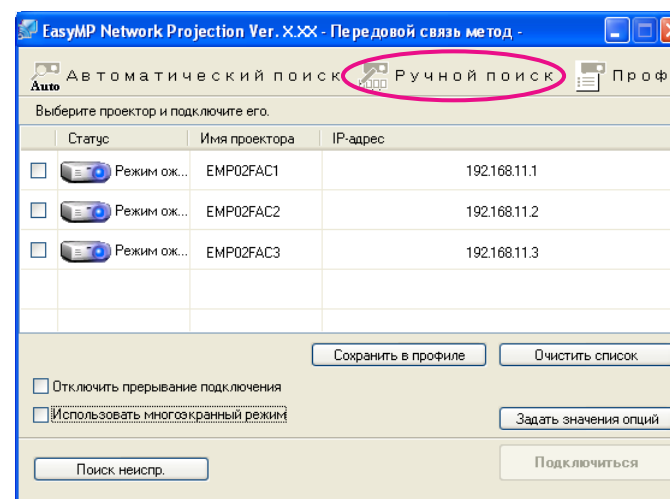 EasyMP Network Projection Ver. X.XX - Передовой связь метод -
Auto Автоматический поиск Ручной поиск Проф
Выберите проектор и подключите его.
Статус Имя проектора IP-адрес
Режим ож... EMP02FAC1 192.168.11.1
Режим ож... EMP02FAC2 192.168.11.2
Режим ож... EMP02FAC3 192.168.11.3
Сохранить в профиле Очистить список
Отключить прерывание подключения
Использовать многоэкранный режим
Задать значения опций
Поиск неиспр. Подключиться